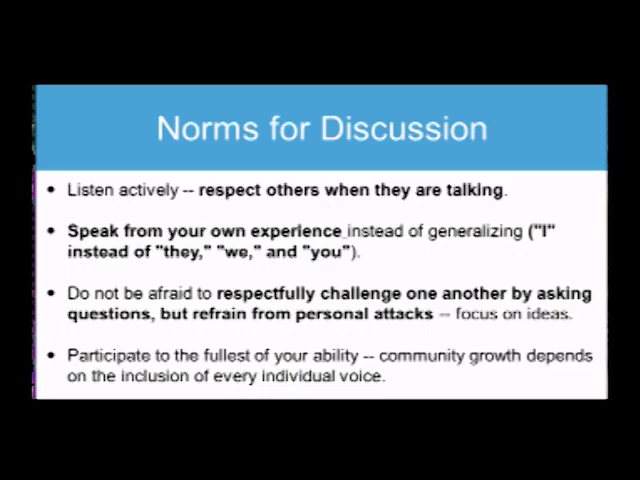 Norms for Discussion
• Listen actively -- respect others when they are talking.
• Speak from your own experience instead of generalizing ("I"
instead of "they," "we," and "you").
• Do not be afraid to respectfully challenge one another by asking
questions, but refrain from personal attacks -- focus on ideas.
• Participate to the fullest of your ability -- community growth depends
on the inclusion of every individual voice.